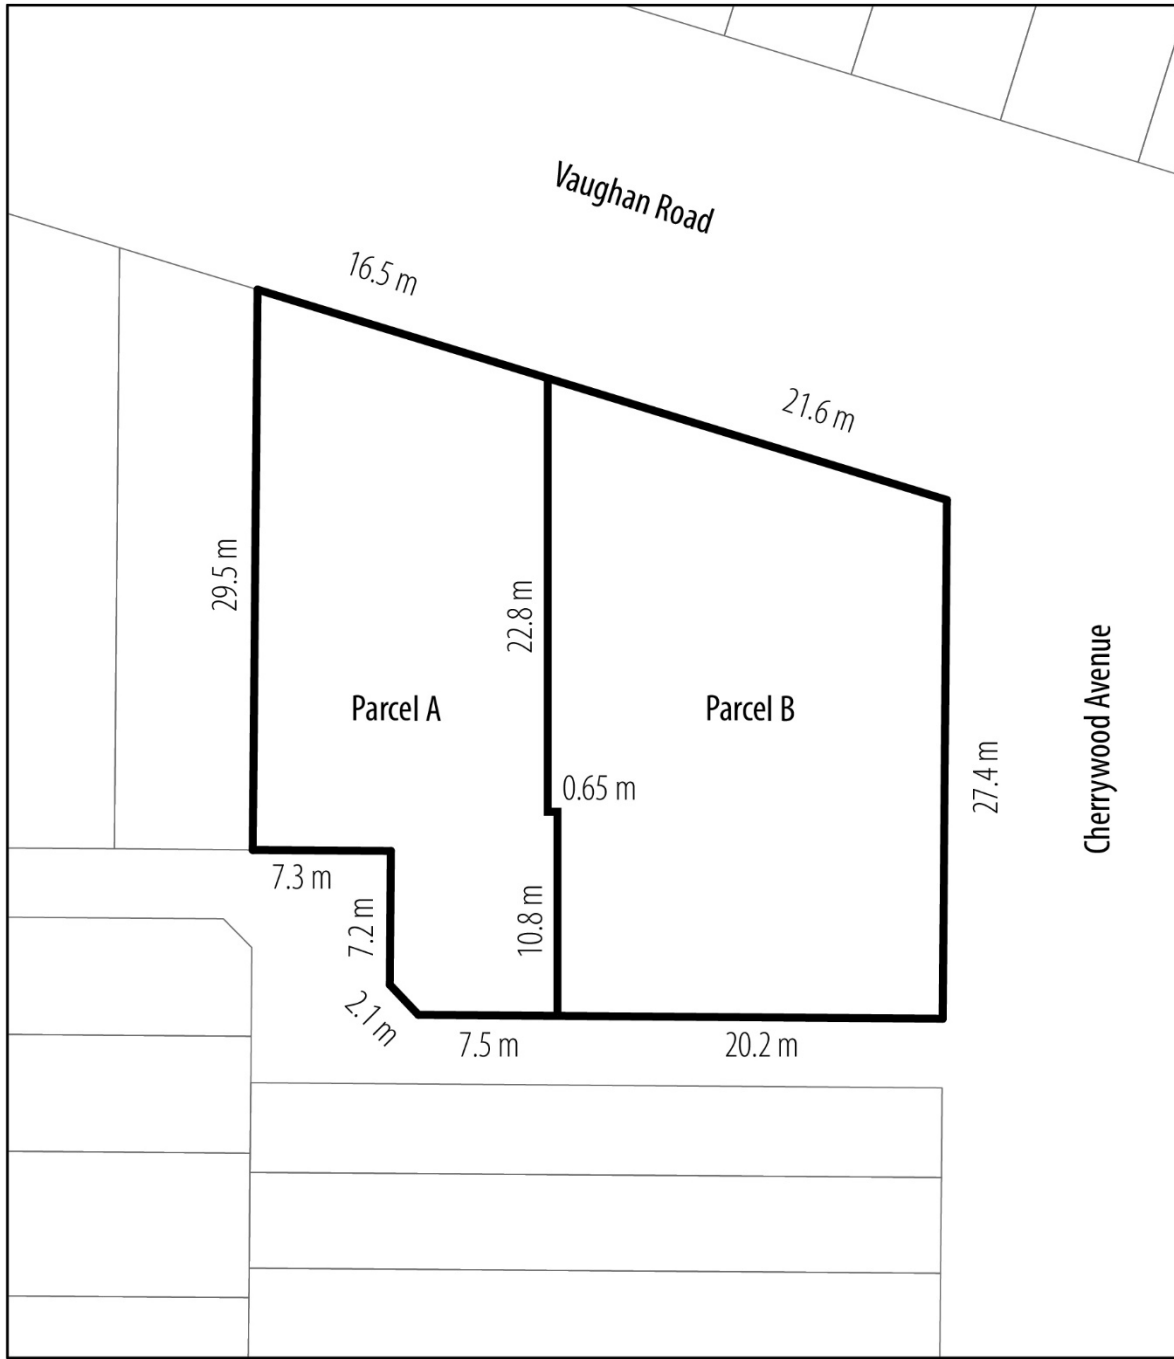 Vaughan Road
16.5 m
21.6 m
29.5 m
22.8 m
Parcel A
Parcel B
Cherrywood Avenue
0.65 m
27.4 m
7.3 m
7.2 m
10.8 m
2.1 m
7.5 m
20.2 m